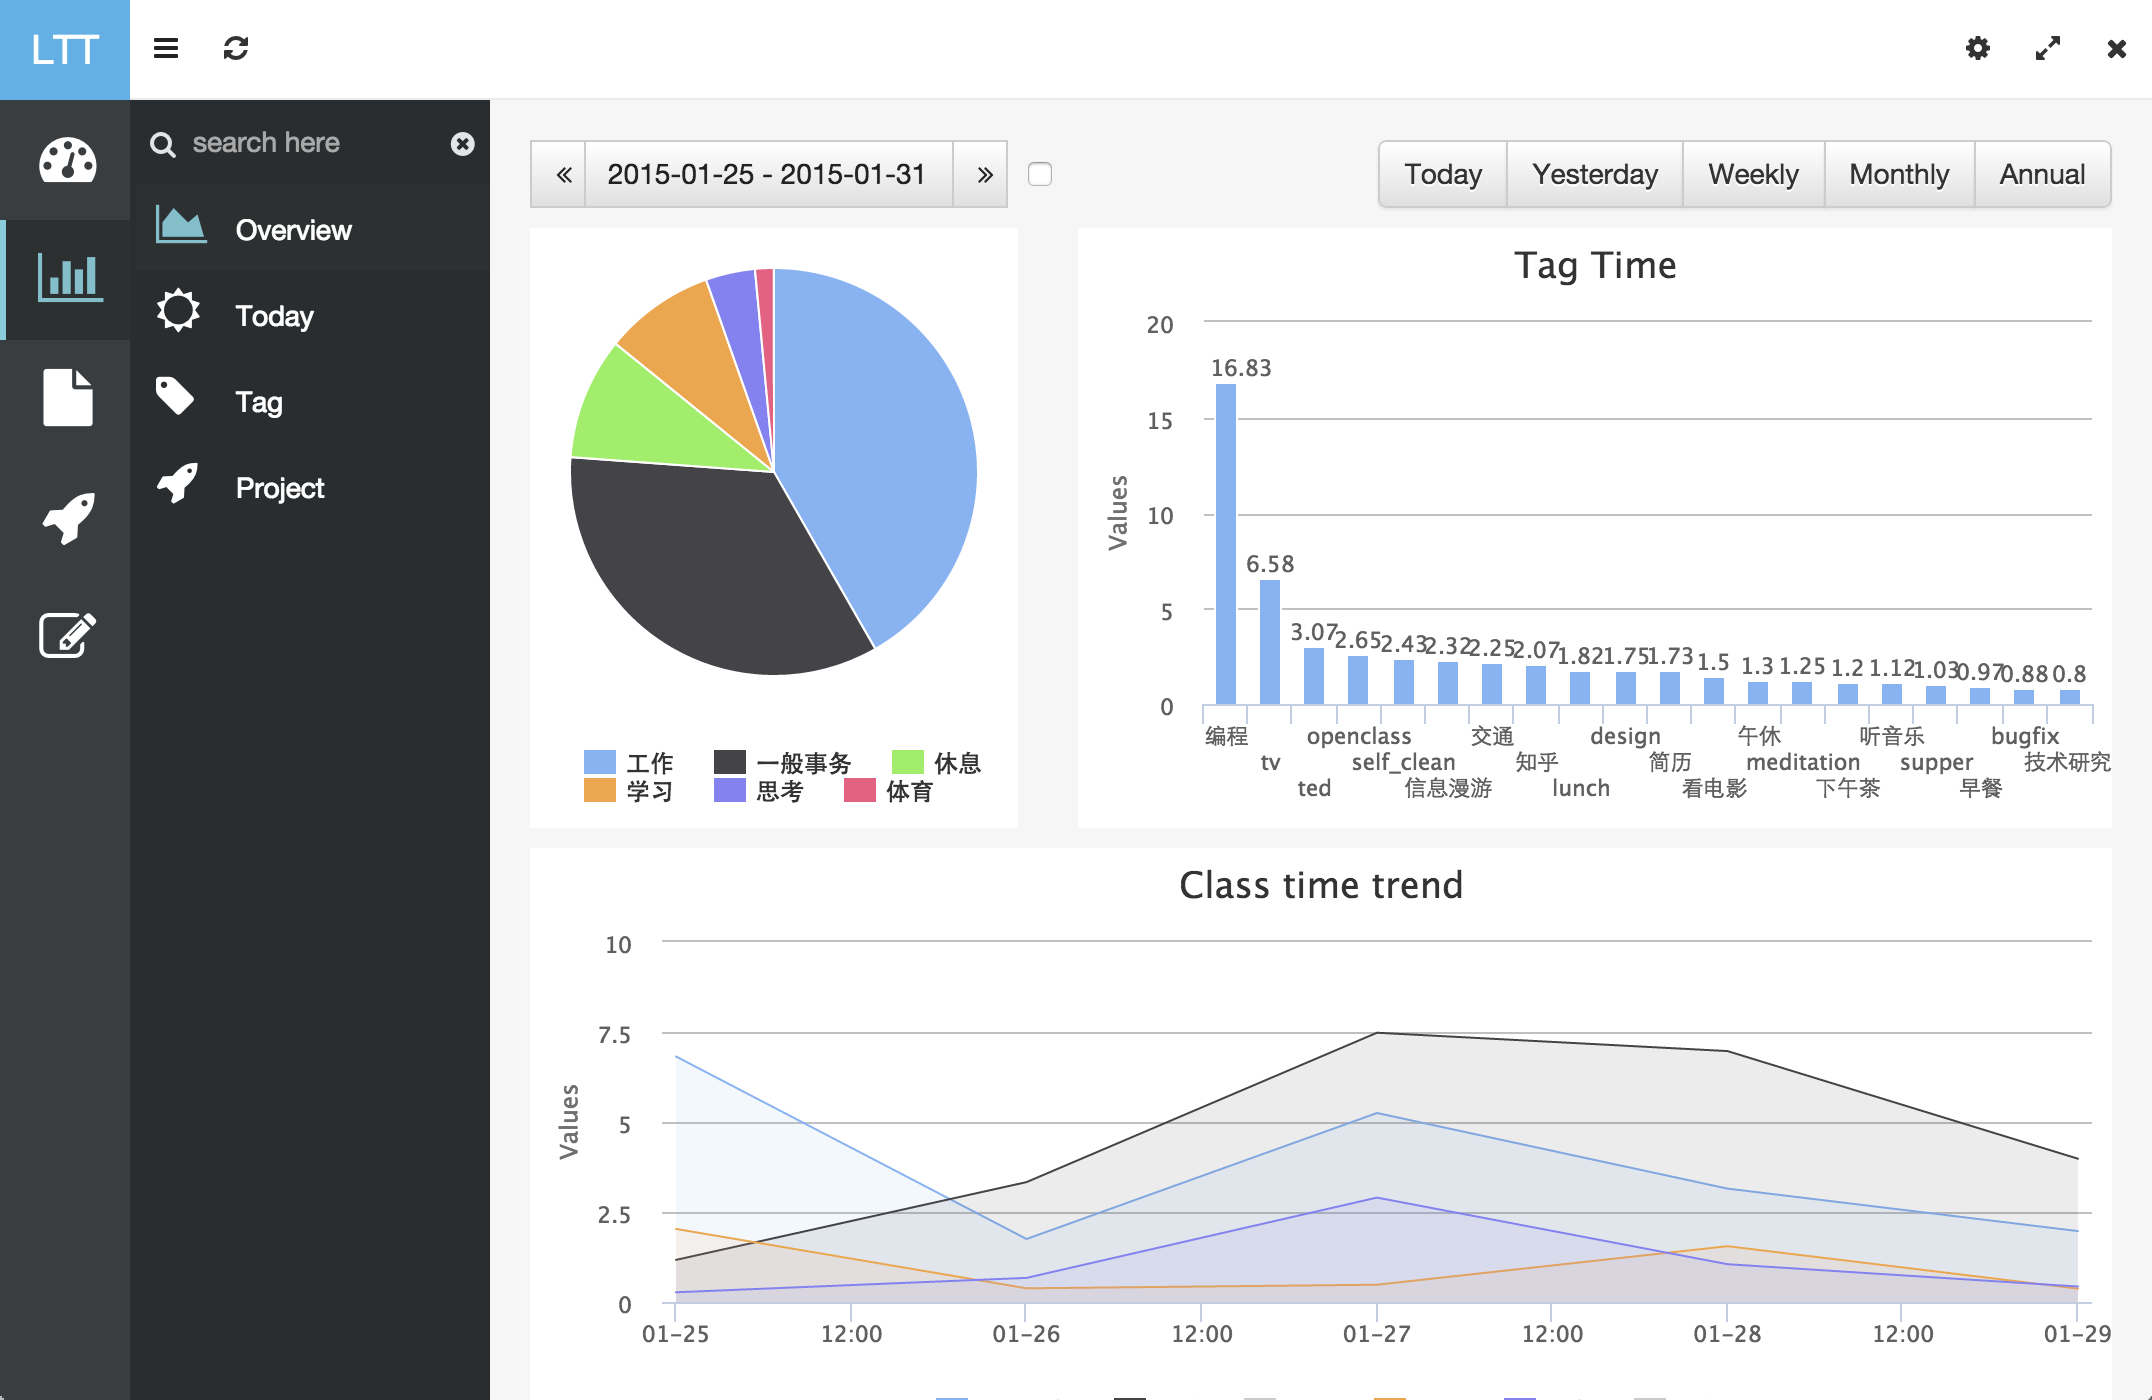 LTT
search here
Overview
Today
Tag
Project
« 2015-01-25 - 2015-01-31 »
Today Yesterday Weekly Monthly Annual
工作 一般事务 休息
学习 思考 体育
Tag Time
Values
20
15
10
5
0
16.83 6.58 3.07 2.65 2.43 2.32 2.25 2.07 1.82 1.75 1.73 1.5 1.3 1.25 1.2 1.12 1.03 0.97 0.88 0.8
编程 openclass 交通 design 午休 听音乐 bugfix
tv self_clean 知乎 简历 meditation supper 技术研究
ted 信息漫游 lunch 看电影 下午茶 早餐
Class time trend
Values
10
7.5
5
2.5
0
01-25 12:00 01-26 12:00 01-27 12:00 01-28 12:00 01-29